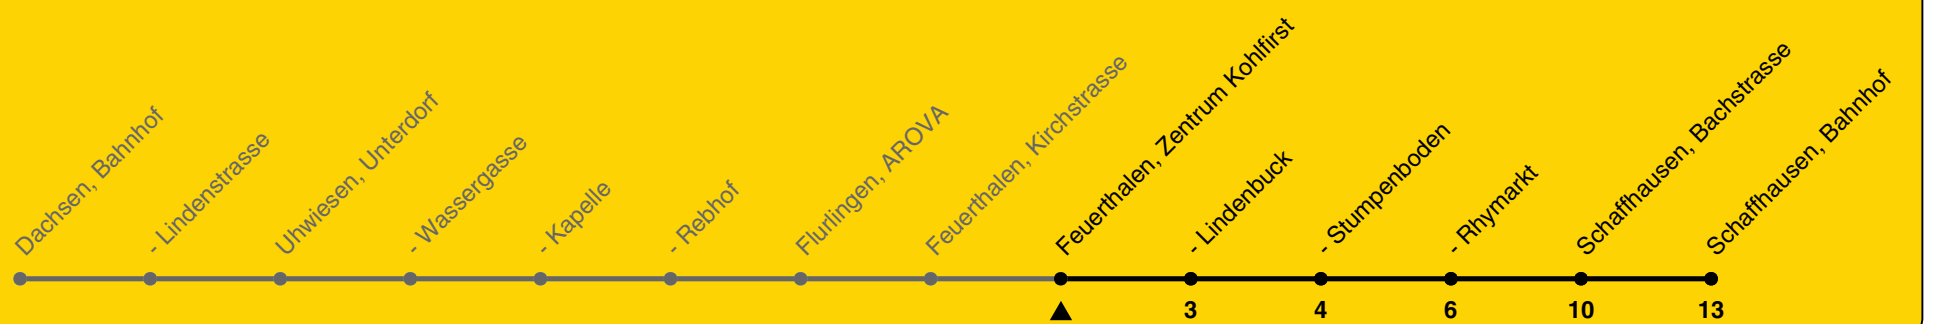 Dachsen, Bahnhof
- Lindenstrasse
Uhwiesen, Unterdorf
- Wassergasse
- Kapelle
- Rebhof
Flurlingen, AROVA
Feuerthalen, Kirchstrasse
Feuerthalen, Zentrum Kohlfirst
- Lindenbuck
- Stumpenboden
- Rhymarkt
Schaffhausen, Bachstrasse
Schaffhausen, Bahnhof
3 4 6 10 13